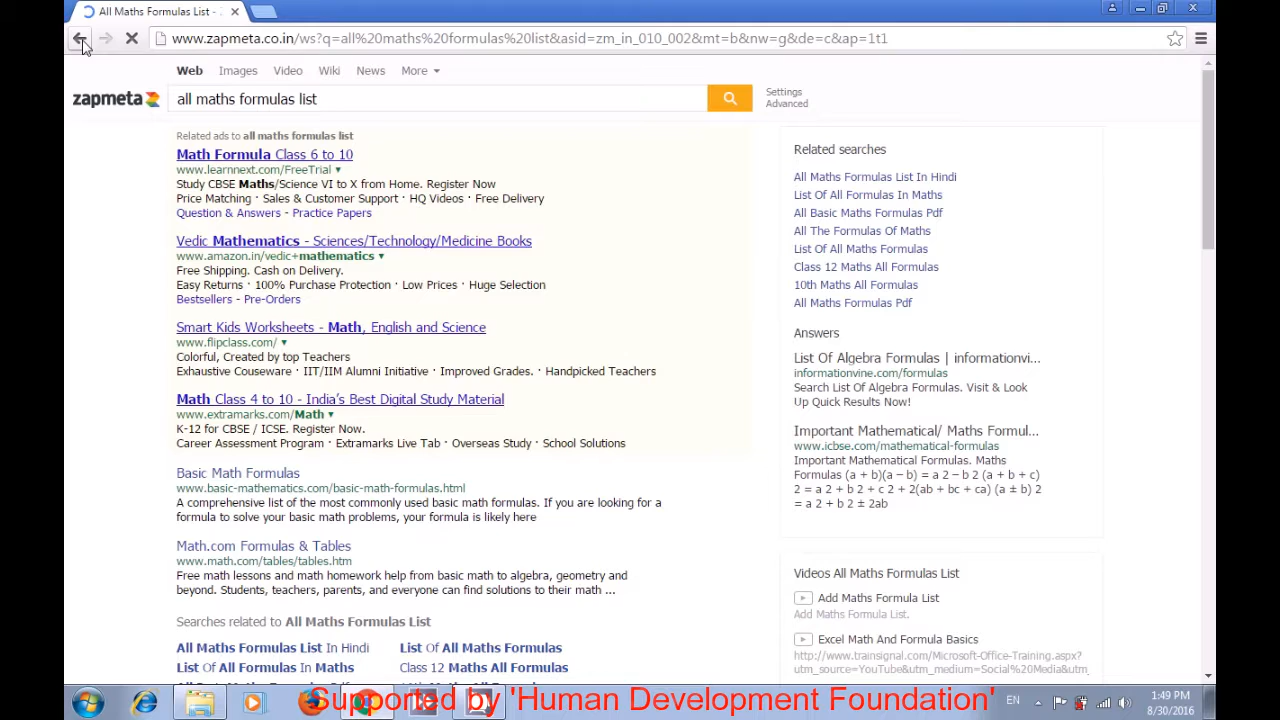 All Maths Formulas List -
www.zapmeta.co.in/ws?q=all%20maths%20formulas%20list&asid=zm_in_010_002&mt=b&nw=g&de=c&ap=1t1
Web Images Video Wiki News More
zapmeta
all maths formulas list
Settings
Advanced
Related ads to all maths formulas list
Math Formula Class 6 to 10
www.learnnext.com/FreeTrial
Study CBSE Maths/Science VI to X from Home. Register Now
Price Matching · Sales & Customer Support · HQ Videos · Free Delivery
Question & Answers - Practice Papers
Vedic Mathematics - Sciences/Technology/Medicine Books
www.amazon.in/vedic+mathematics
Free Shipping. Cash on Delivery.
Easy Returns · 100% Purchase Protection · Low Prices · Huge Selection
Bestsellers - Pre-Orders
Smart Kids Worksheets - Math, English and Science
www.flipclass.com/
Colorful, Created by top Teachers
Exhaustive Couseware · IIT/IIM Alumni Initiative · Improved Grades. · Handpicked Teachers
Math Class 4 to 10 - India's Best Digital Study Material
www.extramarks.com/Math
K-12 for CBSE / ICSE. Register Now.
Career Assessment Program · Extramarks Live Tab · Overseas Study · School Solutions
Basic Math Formulas
www.basic-mathematics.com/basic-math-formulas.html
A comprehensive list of the most commonly used basic math formulas. If you are looking for a
formula to solve your basic math problems, your formula is likely here
Math.com Formulas & Tables
www.math.com/tables/tables.htm
Free math lessons and math homework help from basic math to algebra, geometry and
beyond. Students, teachers, parents, and everyone can find solutions to their math ...
Searches related to All Maths Formulas List
All Maths Formulas List In Hindi
List Of All Maths Formulas
List Of All Formulas In Maths
Class 12 Maths All Formulas
Related searches
All Maths Formulas List In Hindi
List Of All Formulas In Maths
All Basic Maths Formulas Pdf
All The Formulas Of Maths
List Of All Maths Formulas
Class 12 Maths All Formulas
10th Maths All Formulas
All Maths Formulas Pdf
Answers
List Of Algebra Formulas | informationvi...
informationvine.com/formulas
Search List Of Algebra Formulas. Visit & Look
Up Quick Results Now!
Important Mathematical/ Maths Formul...
www.icbse.com/mathematical-formulas
Important Mathematical Formulas. Maths
Formulas (a + b)(a – b) = a 2 – b 2 (a + b + c)
2 = a 2 + b 2 + c 2 + 2(ab + bc + ca) (a ± b) 2
= a 2 + b 2 ± 2ab
Videos All Maths Formulas List
Add Maths Formula List
Add Maths Formula List.
Excel Math And Formula Basics
http://www.trainsignal.com/Microsoft-Office-Training.aspx?
utm_source=YouTube&utm_medium=Social%20Media&utm_
Supported by 'Human Development Foundation'
EN
1:49 PM
8/30/2016